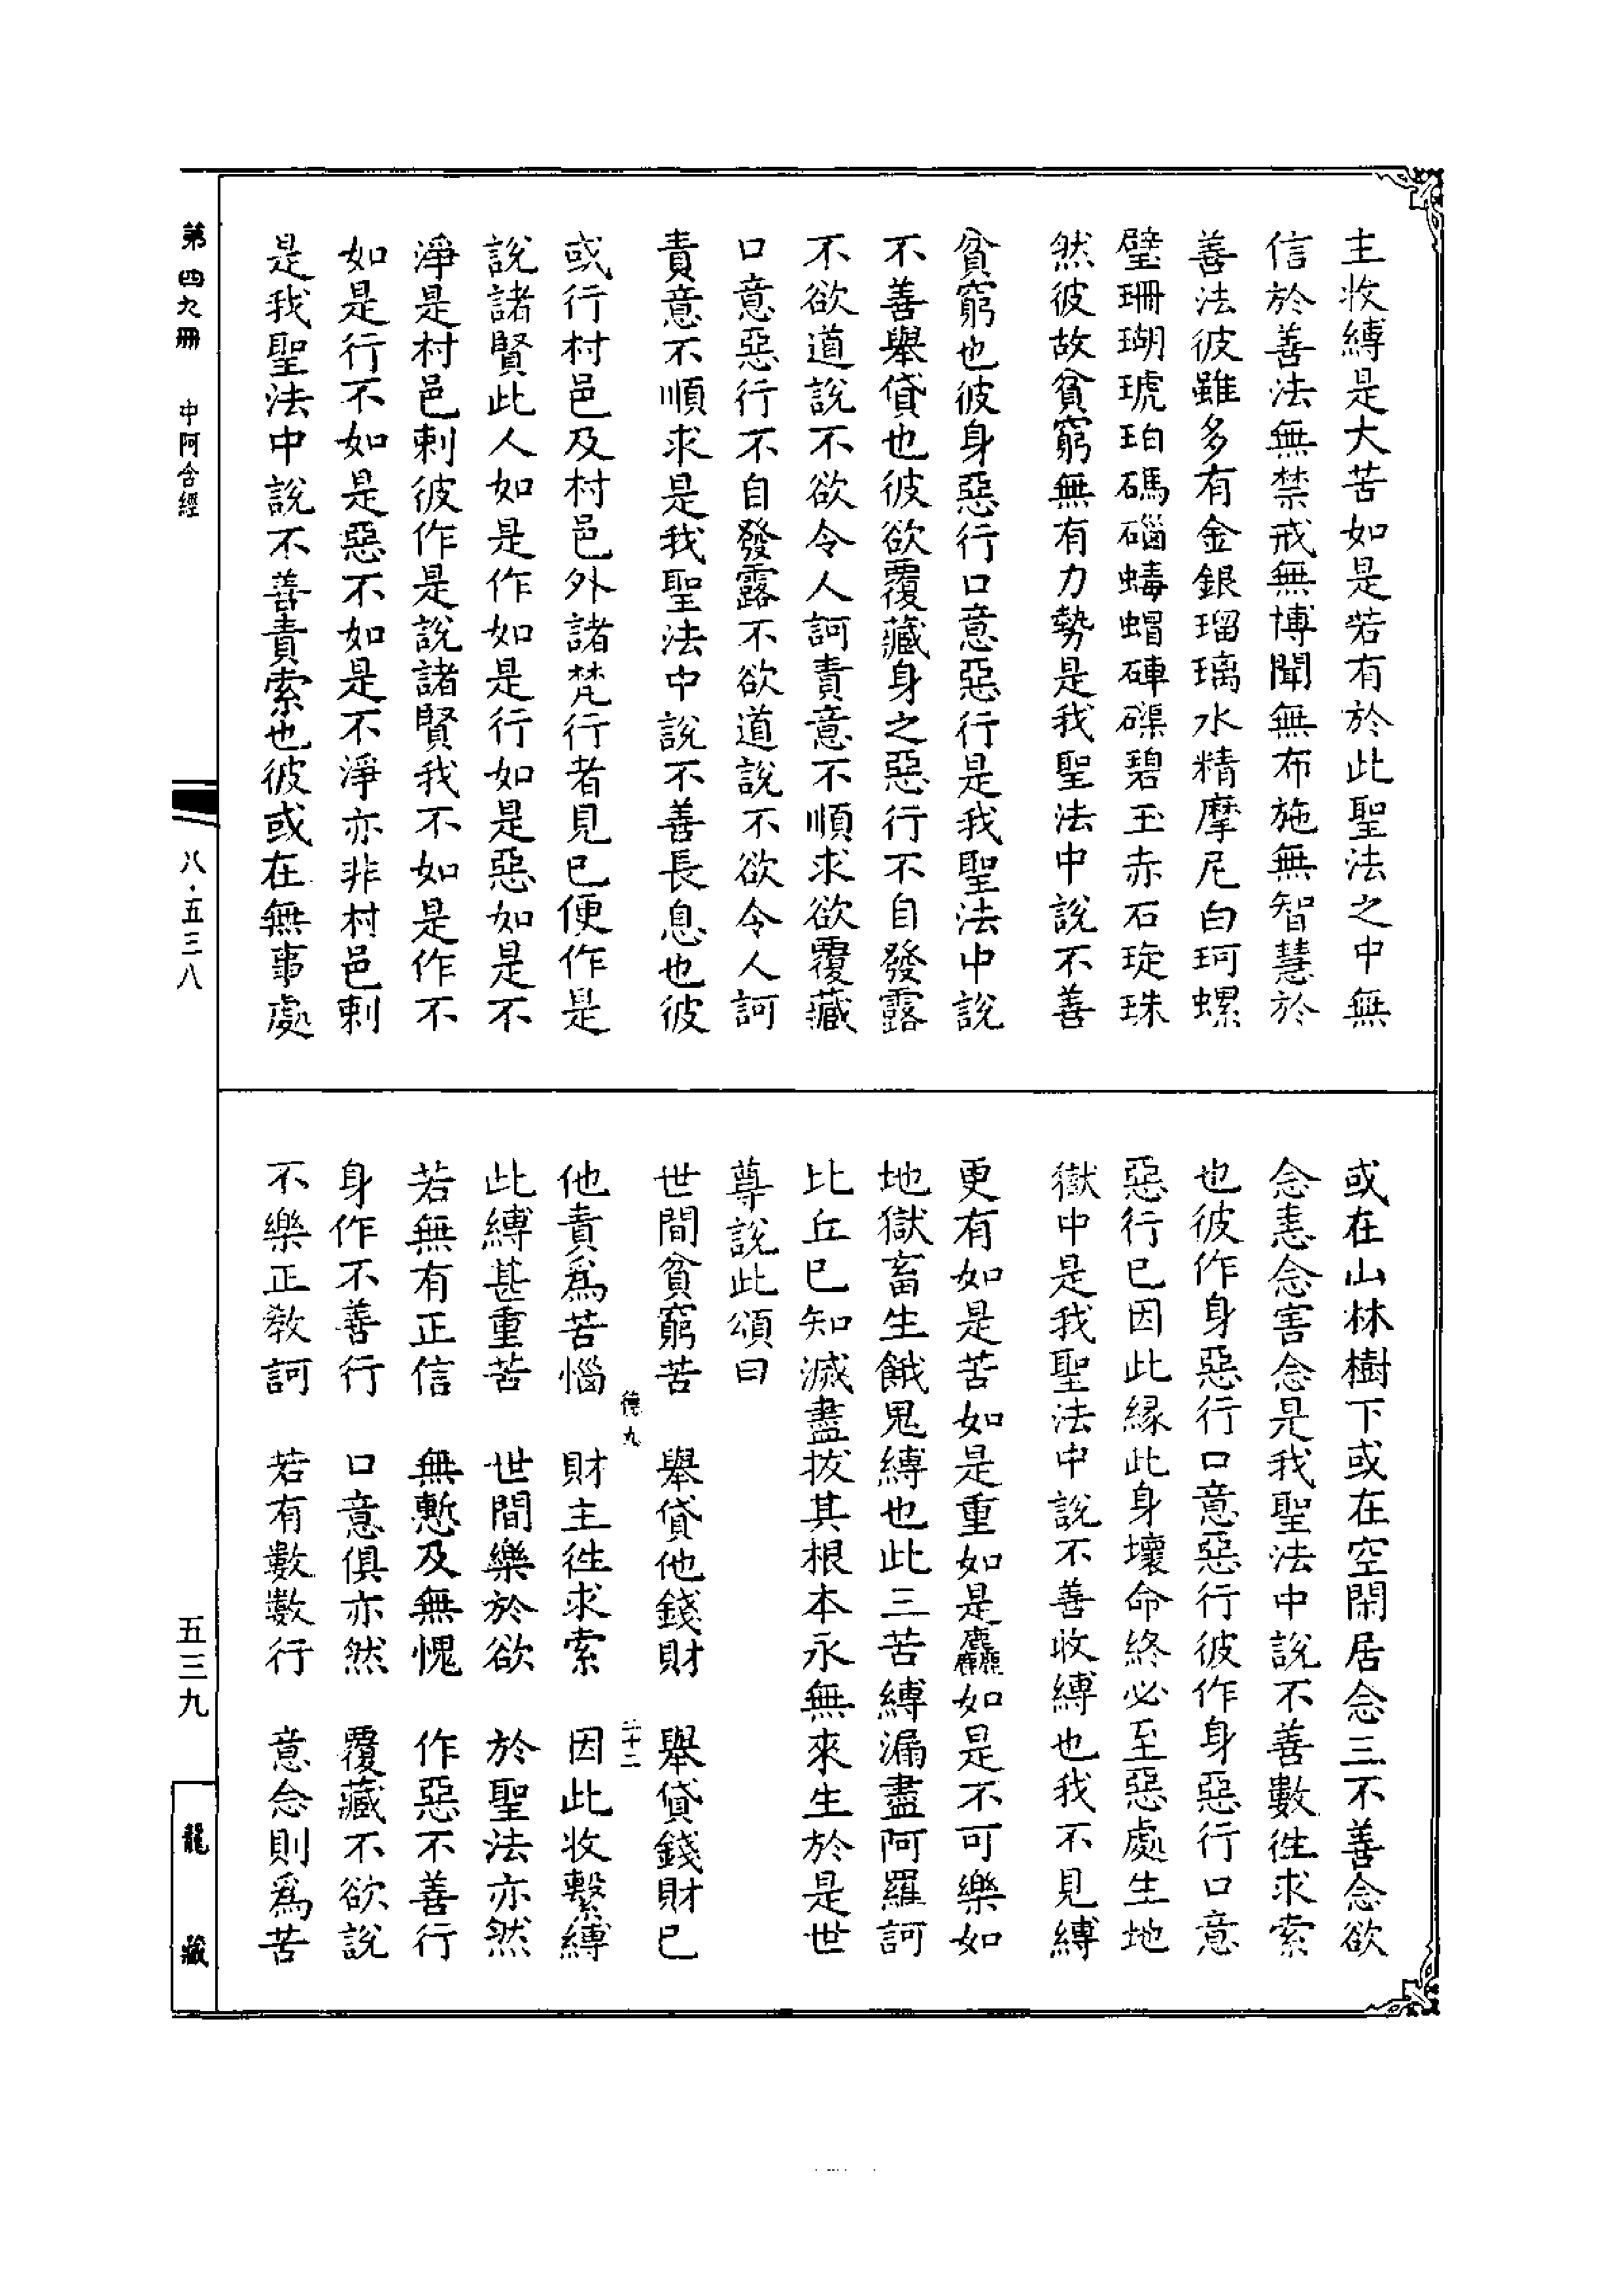 主收縛是大苦如是若有於此聖法之中無
信於善法無禁戒無博聞無布施無智慧於
善法彼雖多有金銀瑠璃水精摩尼白珂螺
璧珊瑚琥珀碼碯蝳蝐硨磲碧玉赤石琁珠
然彼故貧窮無有力勢是我聖法中說不善
貧窮也彼身惡行口意惡行是我聖法中說
不善舉貸也彼欲覆藏身之惡行不自發露
不欲道說不欲令人訶責意不順求欲覆藏
口意惡行不自發露不欲道說不欲令人訶
責意不順求是我聖法中說不善長息也彼
或行村邑及村邑外諸梵行者見已便作是
說諸賢此人如是作如是行如是惡如是不
淨是村邑剌彼作是說諸賢我不如是作不
如是行不如是惡不如是不淨亦非村邑剌
是我聖法中說不善責索也彼或在無事處
或在山林樹下或在空閑居念三不善念欲
念恚念害念是我聖法中說不善數徃求索
也彼作身惡行口意惡行彼作身惡行口意
惡行已因此緣此身壞命終必至惡處生地
獄中是我聖法中說不善收縛也我不見縛
更有如是苦如是重如是麤如是不可樂如
地獄畜生餓鬼縛也此三苦縛漏盡阿羅訶
比丘已知滅盡拔其根本永無來生於是世
尊說此頌曰
世間貧窮苦　舉貸他錢財　舉貸錢財已
德九　二十二
他責爲苦惱　財主徃求索　因此收繫縛
此縛甚重苦　世間樂於欲　於聖法亦然
若無有正信　無慙及無愧　作惡不善行
身作不善行　口意俱亦然　覆藏不欲說
不樂正教訶　若有數數行　意念則爲苦
第四九冊　中阿含經　八·五三八　五三九　龍藏